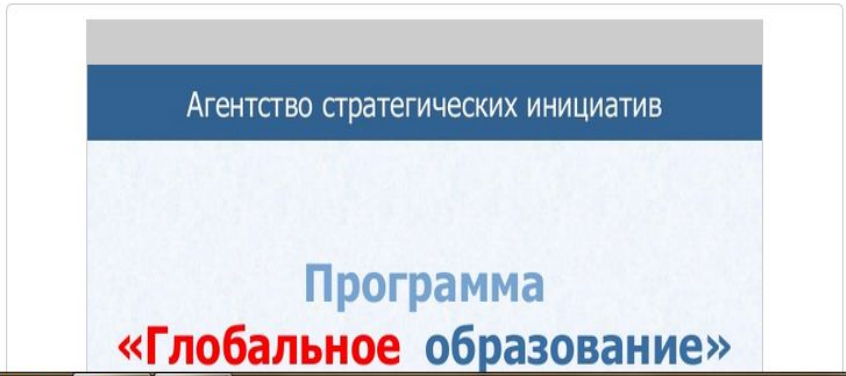 Агентство стратегических инициатив
Программа
«Глобальное образование»